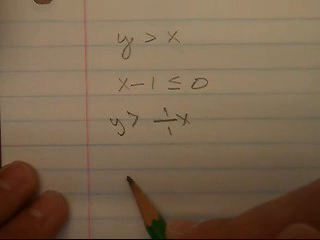 y > x
x - 1 ≤ 0
y > 1/1 x